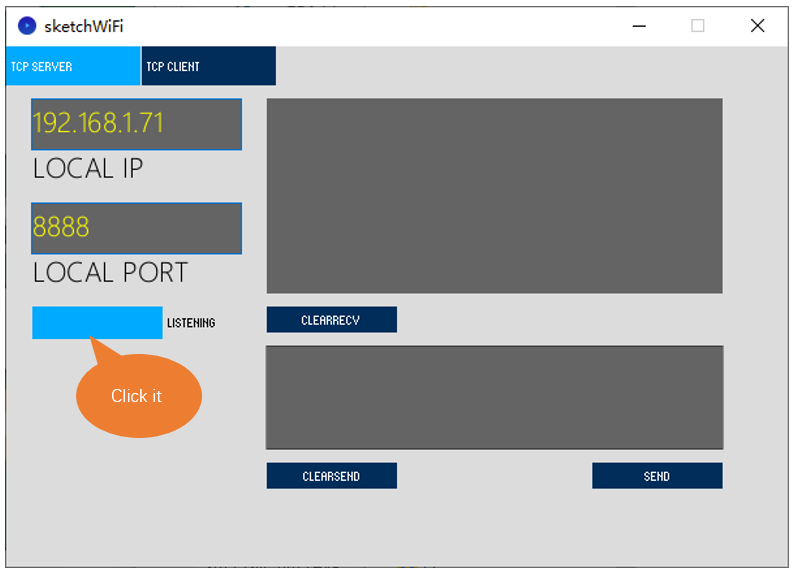 sketchWiFi
TCP SERVER
TCP CLIENT
192.168.1.71
LOCAL IP
8888
LOCAL PORT
LISTENING
Click it
CLEARRECV
CLEARSEND
SEND